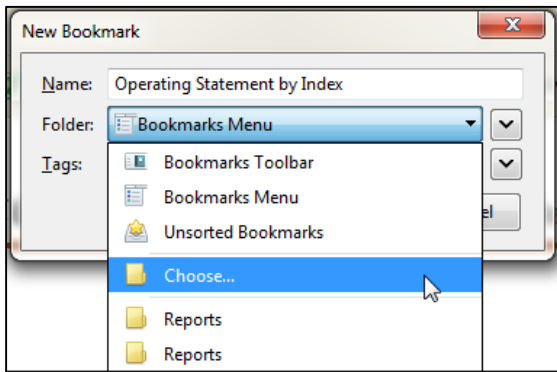 New Bookmark
Name: Operating Statement by Index
Folder: Bookmarks Menu
Tags:
Bookmarks Toolbar
Bookmarks Menu
Unsorted Bookmarks
Choose...
Reports
Reports